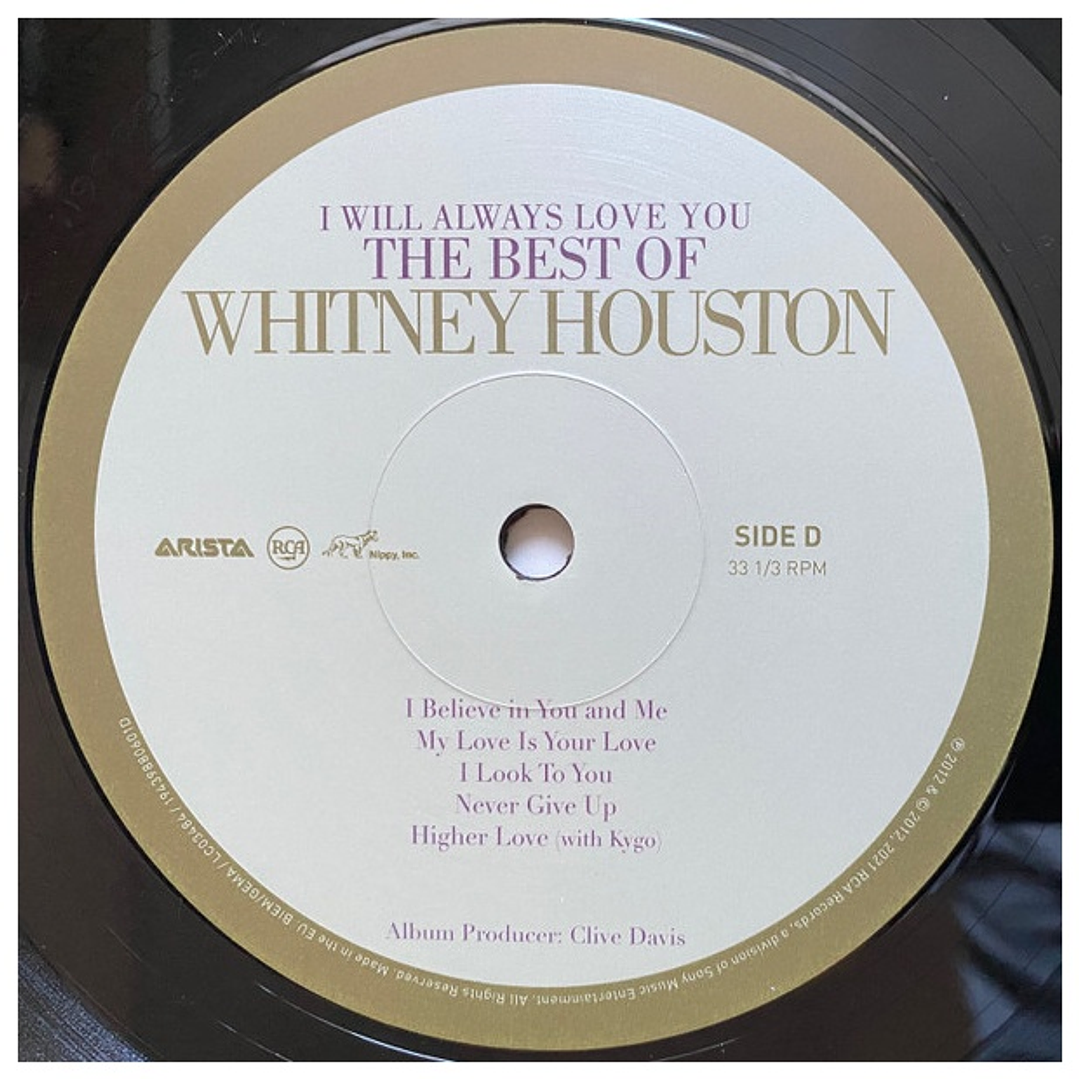 I WILL ALWAYS LOVE YOU
THE BEST OF
WHITNEY HOUSTON
ARISTA
RCA
Nippy, Inc.
SIDE D
33 1/3 RPM
I Believe in You and Me
My Love Is Your Love
I Look To You
Never Give Up
Higher Love (with Kygo)
Album Producer: Clive Davis
℗ 2012 & © 2012, 2021 RCA Records, a division of Sony Music Entertainment. All Rights Reserved. Made in the EU. BIEM/GEMA / LC03484 / 19439880601D